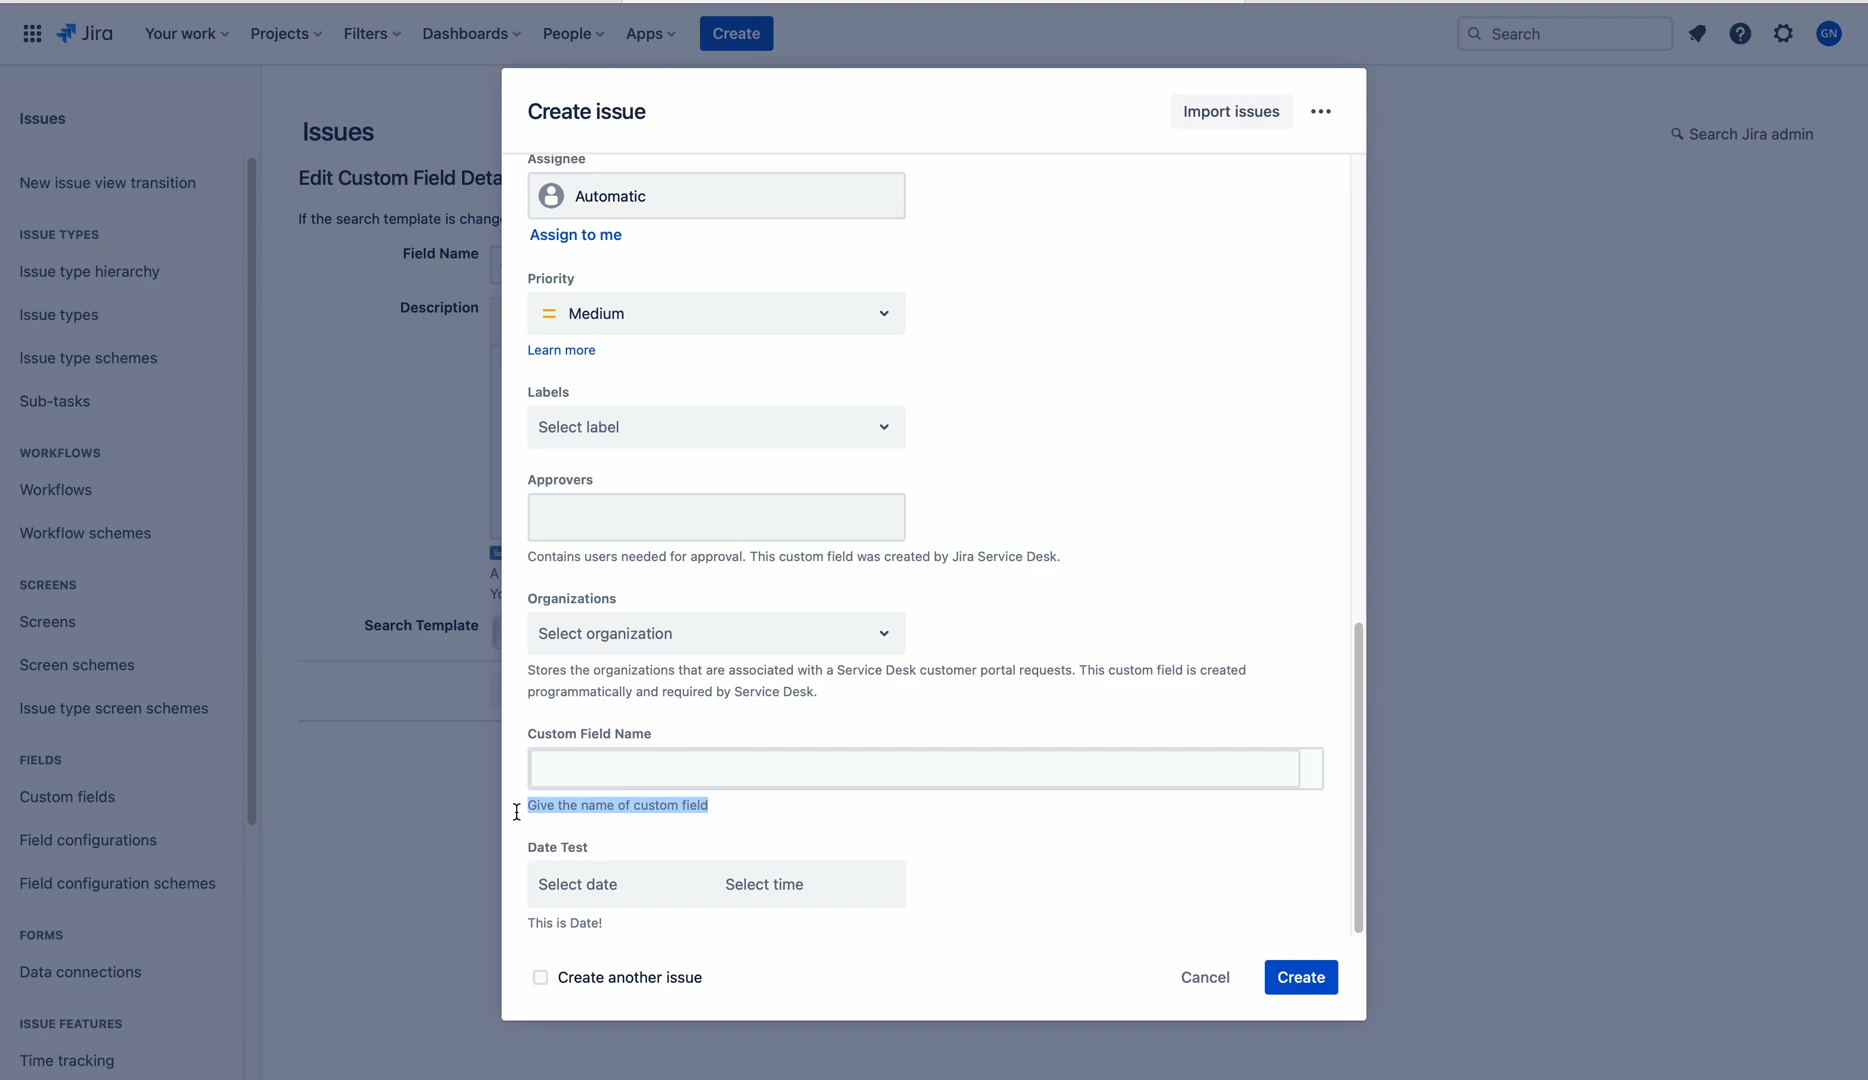 Jira
Your work
Projects
Filters
Dashboards
People
Apps
Create
Search
GN
Issues
New issue view transition
ISSUE TYPES
Issue type hierarchy
Issue types
Issue type schemes
Sub-tasks
WORKFLOWS
Workflows
Workflow schemes
SCREENS
Screens
Screen schemes
Issue type screen schemes
FIELDS
Custom fields
Field configurations
Field configuration schemes
FORMS
Data connections
ISSUE FEATURES
Time tracking
Issues
Search Jira admin
Edit Custom Field Deta
If the search template is chang
Field Name
Description
A
Yo
Search Template
Create issue
Import issues
Assignee
Automatic
Assign to me
Priority
Medium
Learn more
Labels
Select label
Approvers
Contains users needed for approval. This custom field was created by Jira Service Desk.
Organizations
Select organization
Stores the organizations that are associated with a Service Desk customer portal requests. This custom field is created
programmatically and required by Service Desk.
Custom Field Name
Give the name of custom field
Date Test
Select date
Select time
This is Date!
Create another issue
Cancel
Create